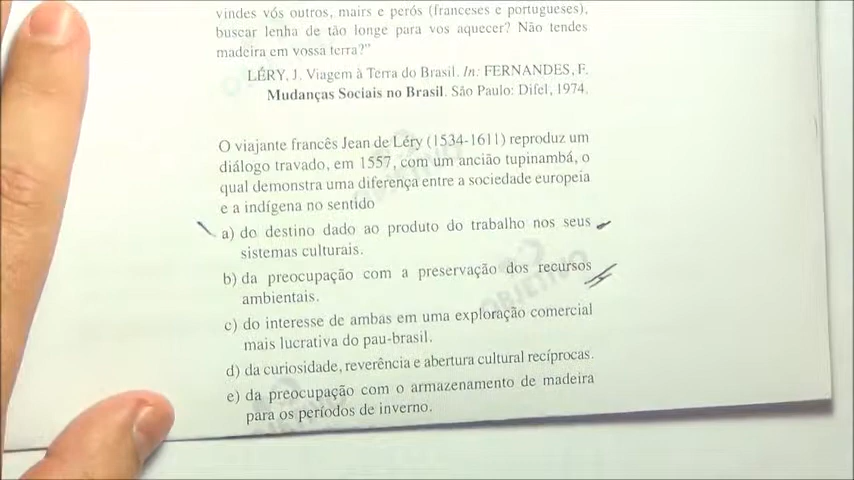 vindes vós outros, mairs e perós (franceses e portugueses),
buscar lenha de tão longe para vos aquecer? Não tendes
madeira em vossa terra?"
LÉRY, J. Viagem à Terra do Brasil. In: FERNANDES, F.
Mudanças Sociais no Brasil. São Paulo: Difel, 1974.
O viajante francês Jean de Léry (1534-1611) reproduz um
diálogo travado, em 1557, com um ancião tupinambá, o
qual demonstra uma diferença entre a sociedade europeia
e a indígena no sentido
a) do destino dado ao produto do trabalho nos seus
sistemas culturais.
b) da preocupação com a preservação dos recursos
ambientais.
c) do interesse de ambas em uma exploração comercial
mais lucrativa do pau-brasil.
d) da curiosidade, reverência e abertura cultural recíprocas.
e) da preocupação com o armazenamento de madeira
para os períodos de inverno.
OBJETIVO